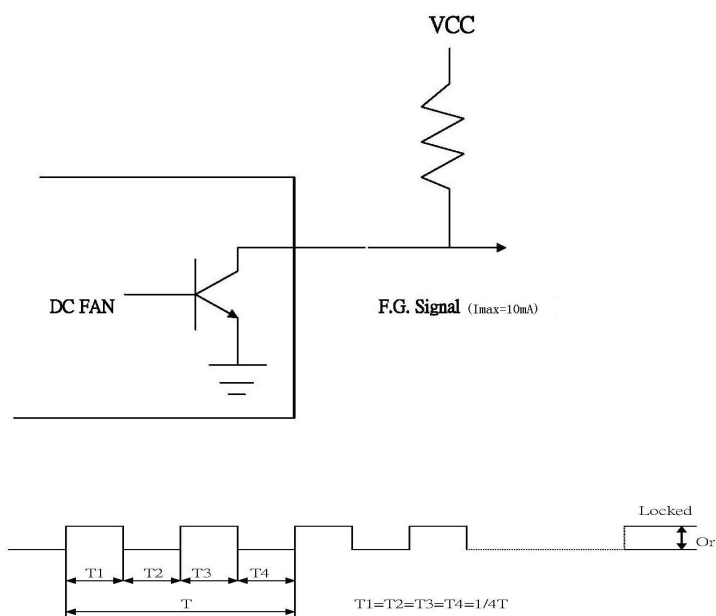 VCC
DC FAN
F.G. Signal (Imax=10mA)
Locked
Or
T1 T2 T3 T4
T
T1=T2=T3=T4=1/4T